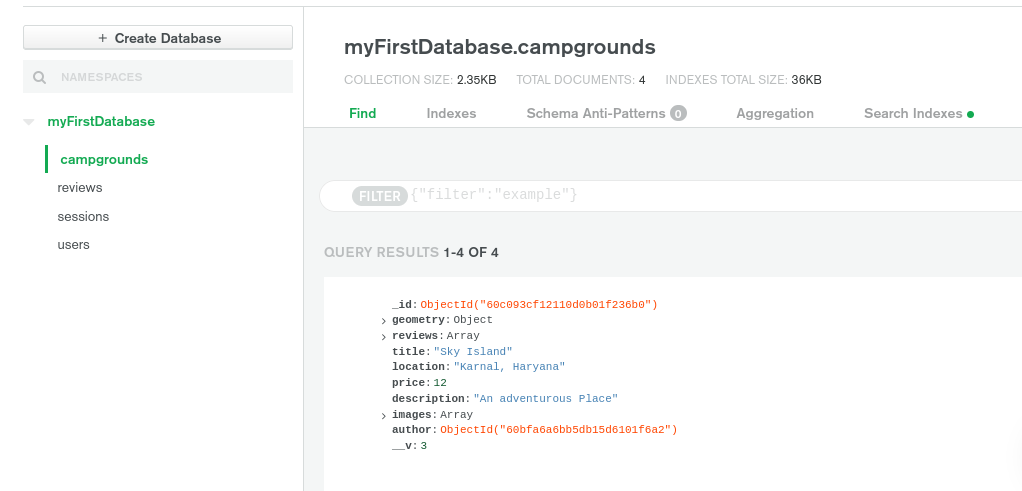 + Create Database
NAMESPACES
myFirstDatabase
campgrounds
reviews
sessions
users
myFirstDatabase.campgrounds
COLLECTION SIZE: 2.35KB TOTAL DOCUMENTS: 4 INDEXES TOTAL SIZE: 36KB
Find Indexes Schema Anti-Patterns 0 Aggregation Search Indexes
FILTER {"filter":"example"}
QUERY RESULTS 1-4 OF 4
_id: ObjectId("60c093cf12110d0b01f236b0")
geometry: Object
reviews: Array
title: "Sky Island"
location: "Karnal, Haryana"
price: 12
description: "An adventurous Place"
images: Array
author: ObjectId("60bfa6a6bb5db15d6101f6a2")
__v: 3